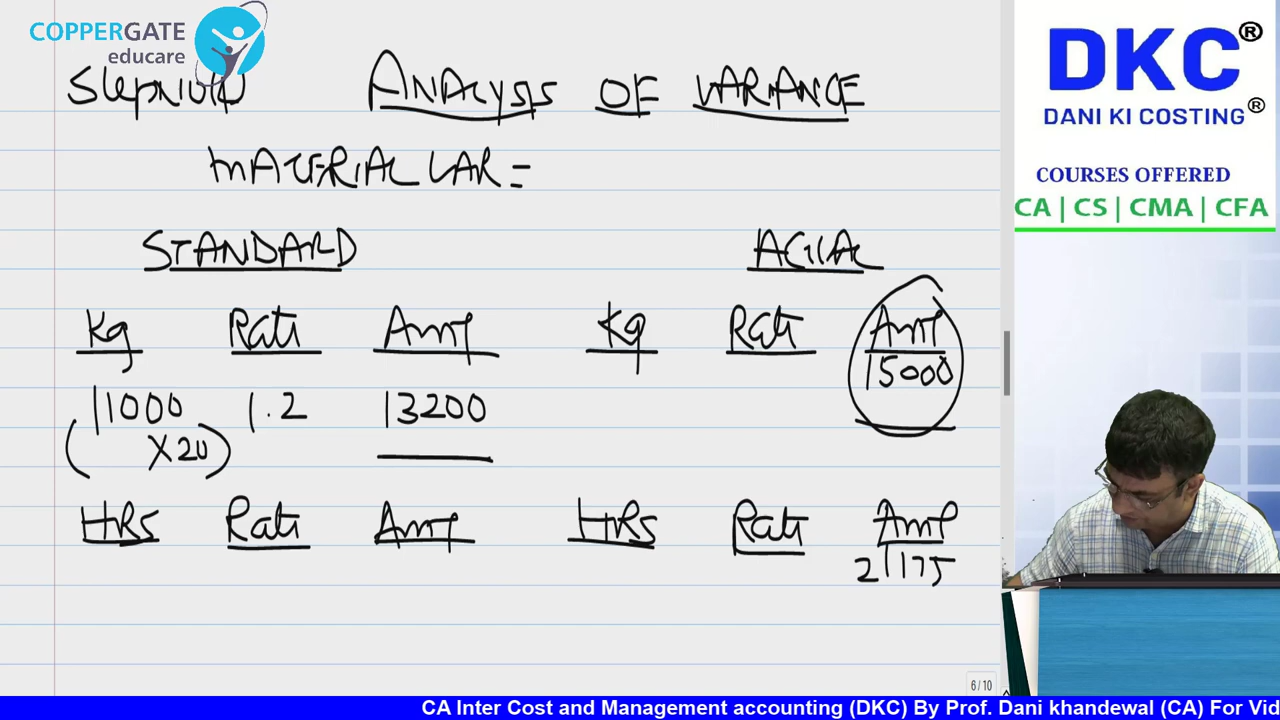 COPPERGATE
educare
ANALYSIS OF VARIANCE
MATERIAL VAR =
STANDARD ACTUAL
Kg Rate Amt Kg Rate Amt
15000
11000 1.2 13200
( X20)
HRS Rate Amt HRS Rate Amt
21175
DKC®
DANI KI COSTING®
COURSES OFFERED
CA | CS | CMA | CFA
6 / 10
CA Inter Cost and Management accounting (DKC) By Prof. Dani khandewal (CA) For Vid